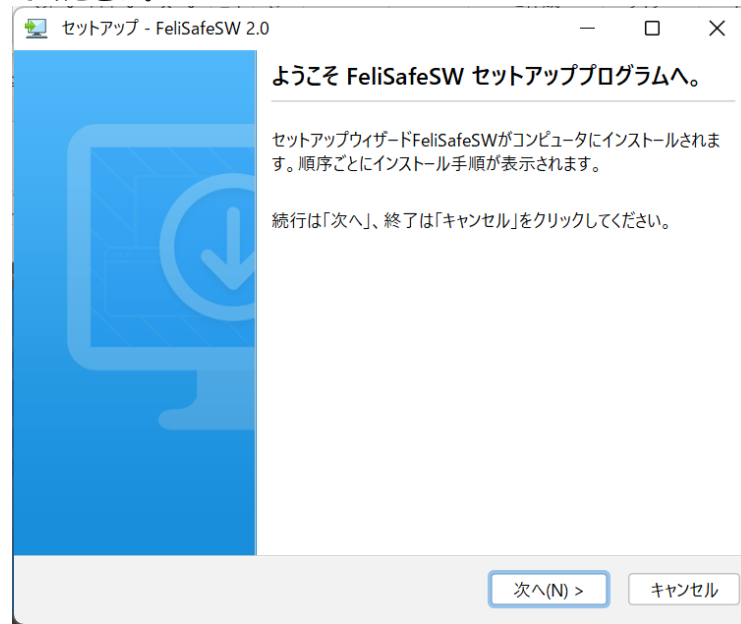 セットアップ - FeliSafeSW 2.0
ようこそ FeliSafeSW セットアッププログラムへ。
セットアップウィザードFeliSafeSWがコンピュータにインストールされま
す。順序ごとにインストール手順が表示されます。
続行は「次へ」、終了は「キャンセル」をクリックしてください。
次へ(N) >
キャンセル